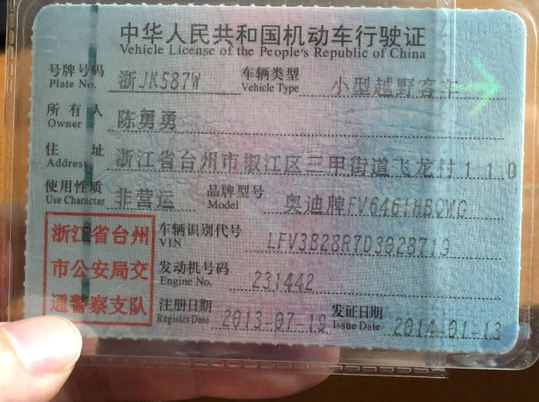 中华人民共和国机动车行驶证
Vehicle License of the People's Republic of China
号牌号码 浙JK587W 车辆类型 小型越野客车
Plate No. Vehicle Type
所有人 陈勇勇
Owner
住址 浙江省台州市椒江区三甲街道飞龙村110
Address
使用性质 非营运 品牌型号 奥迪牌FV6461HBQWG
Use Character Model
浙江省台州
市公安局交
通警察支队
车辆识别代号 LFV3B28R7D3028719
VIN
发动机号码 231442
Engine No.
注册日期 2013-07-10 发证日期 2014-01-13
Register Date Issue Date